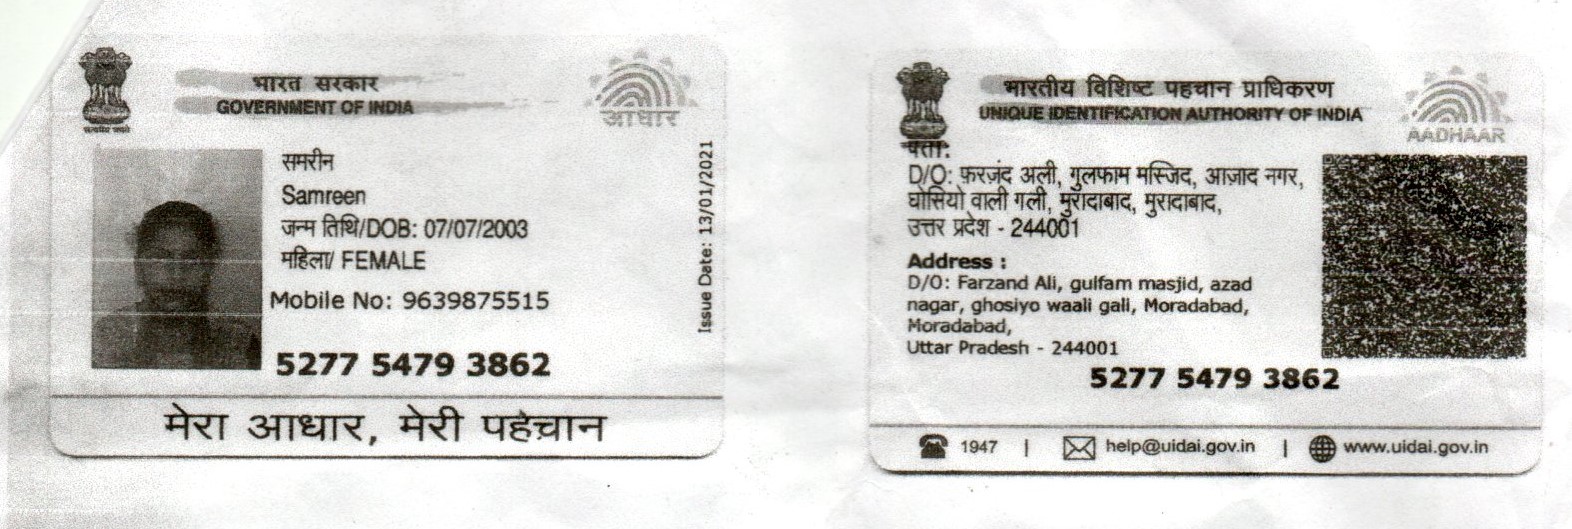 भारत सरकार
GOVERNMENT OF INDIA
आधार
सत्यमेव जयते
समरीन
Samreen
जन्म तिथि/DOB: 07/07/2003
महिला/ FEMALE
Mobile No: 9639875515
Issue Date: 13/01/2021
5277 5479 3862
मेरा आधार, मेरी पहचान
भारतीय विशिष्ट पहचान प्राधिकरण
UNIQUE IDENTIFICATION AUTHORITY OF INDIA
AADHAAR
पता:
D/O: फ़रज़ंद अली, गुलफाम मस्जिद, आज़ाद नगर,
घोसियो वाली गली, मुरादाबाद, मुरादाबाद,
उत्तर प्रदेश - 244001
Address :
D/O: Farzand Ali, gulfam masjid, azad
nagar, ghosiyo waali gali, Moradabad,
Moradabad,
Uttar Pradesh - 244001
5277 5479 3862
1947 | help@uidai.gov.in | www.uidai.gov.in